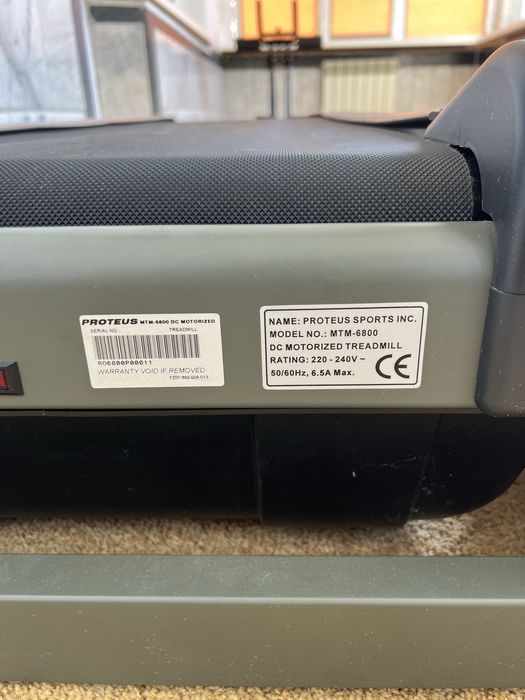 PROTEUS MTM-6800 DC MOTORIZED
SERIAL NO. TREADMILL
RO6800P00011
WARRANTY VOID IF REMOVED
NAME: PROTEUS SPORTS INC.
MODEL NO.: MTM-6800
DC MOTORIZED TREADMILL
RATING: 220 - 240V~
50/60Hz, 6.5A Max.
CE